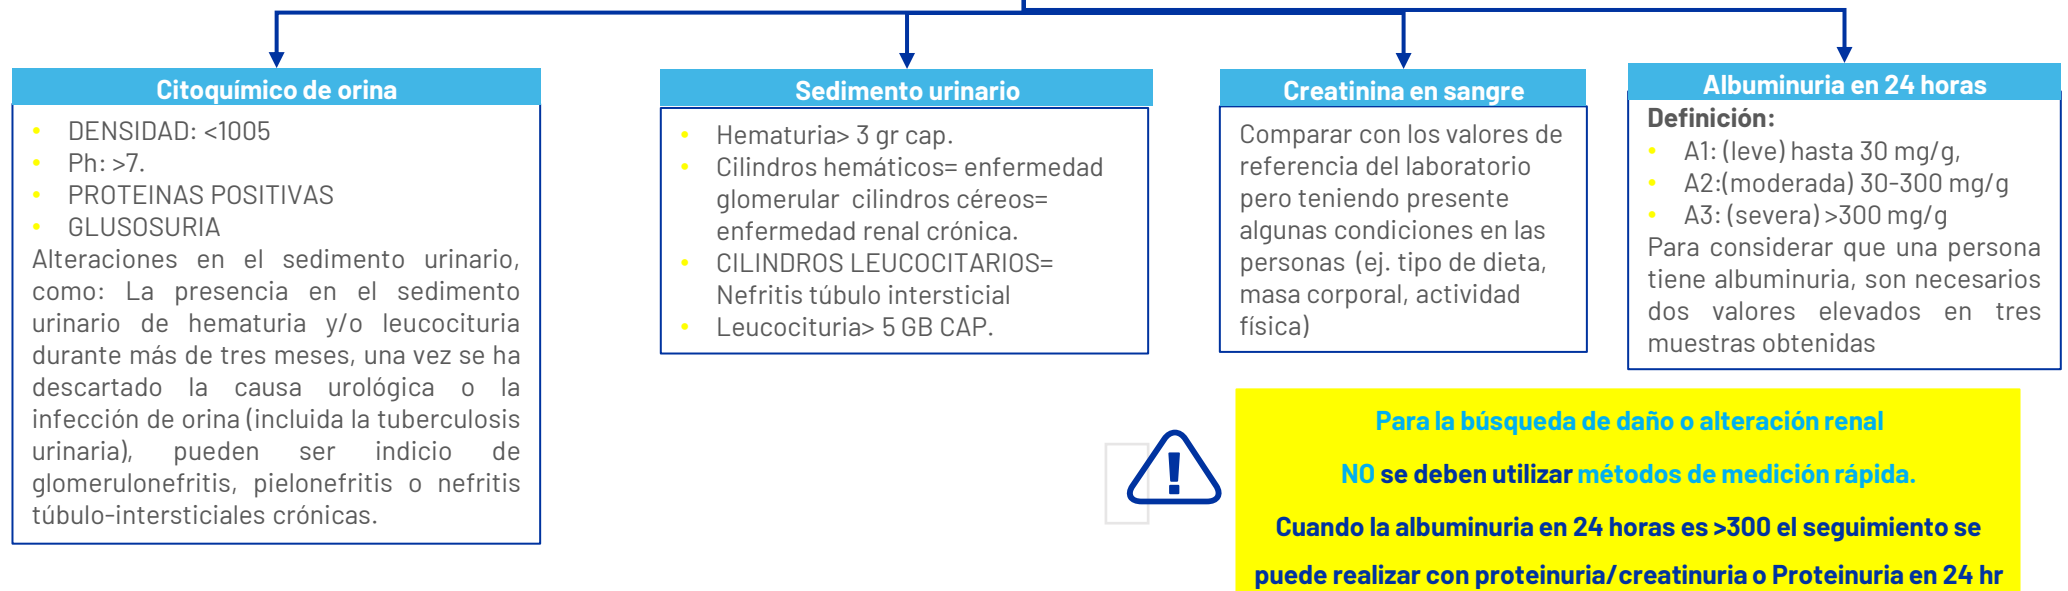 Citoquímico de orina
• DENSIDAD: <1005
• Ph: >7.
• PROTEINAS POSITIVAS
• GLUSOSURIA
Alteraciones en el sedimento urinario,
como: La presencia en el sedimento
urinario de hematuria y/o leucocituria
durante más de tres meses, una vez se ha
descartado la causa urológica o la
infección de orina (incluida la tuberculosis
urinaria), pueden ser indicio de
glomerulonefritis, pielonefritis o nefritis
túbulo-intersticiales crónicas.
Sedimento urinario
• Hematuria> 3 gr cap.
• Cilindros hemáticos= enfermedad
glomerular cilindros céreos=
enfermedad renal crónica.
• CILINDROS LEUCOCITARIOS=
Nefritis túbulo intersticial
• Leucocituria> 5 GB CAP.
Creatinina en sangre
Comparar con los valores de
referencia del laboratorio
pero teniendo presente
algunas condiciones en las
personas (ej. tipo de dieta,
masa corporal, actividad
física)
Albuminuria en 24 horas
Definición:
• A1: (leve) hasta 30 mg/g,
• A2:(moderada) 30-300 mg/g
• A3: (severa) >300 mg/g
Para considerar que una persona
tiene albuminuria, son necesarios
dos valores elevados en tres
muestras obtenidas
!
Para la búsqueda de daño o alteración renal
NO se deben utilizar métodos de medición rápida.
Cuando la albuminuria en 24 horas es >300 el seguimiento se
puede realizar con proteinuria/creatinuria o Proteinuria en 24 hr